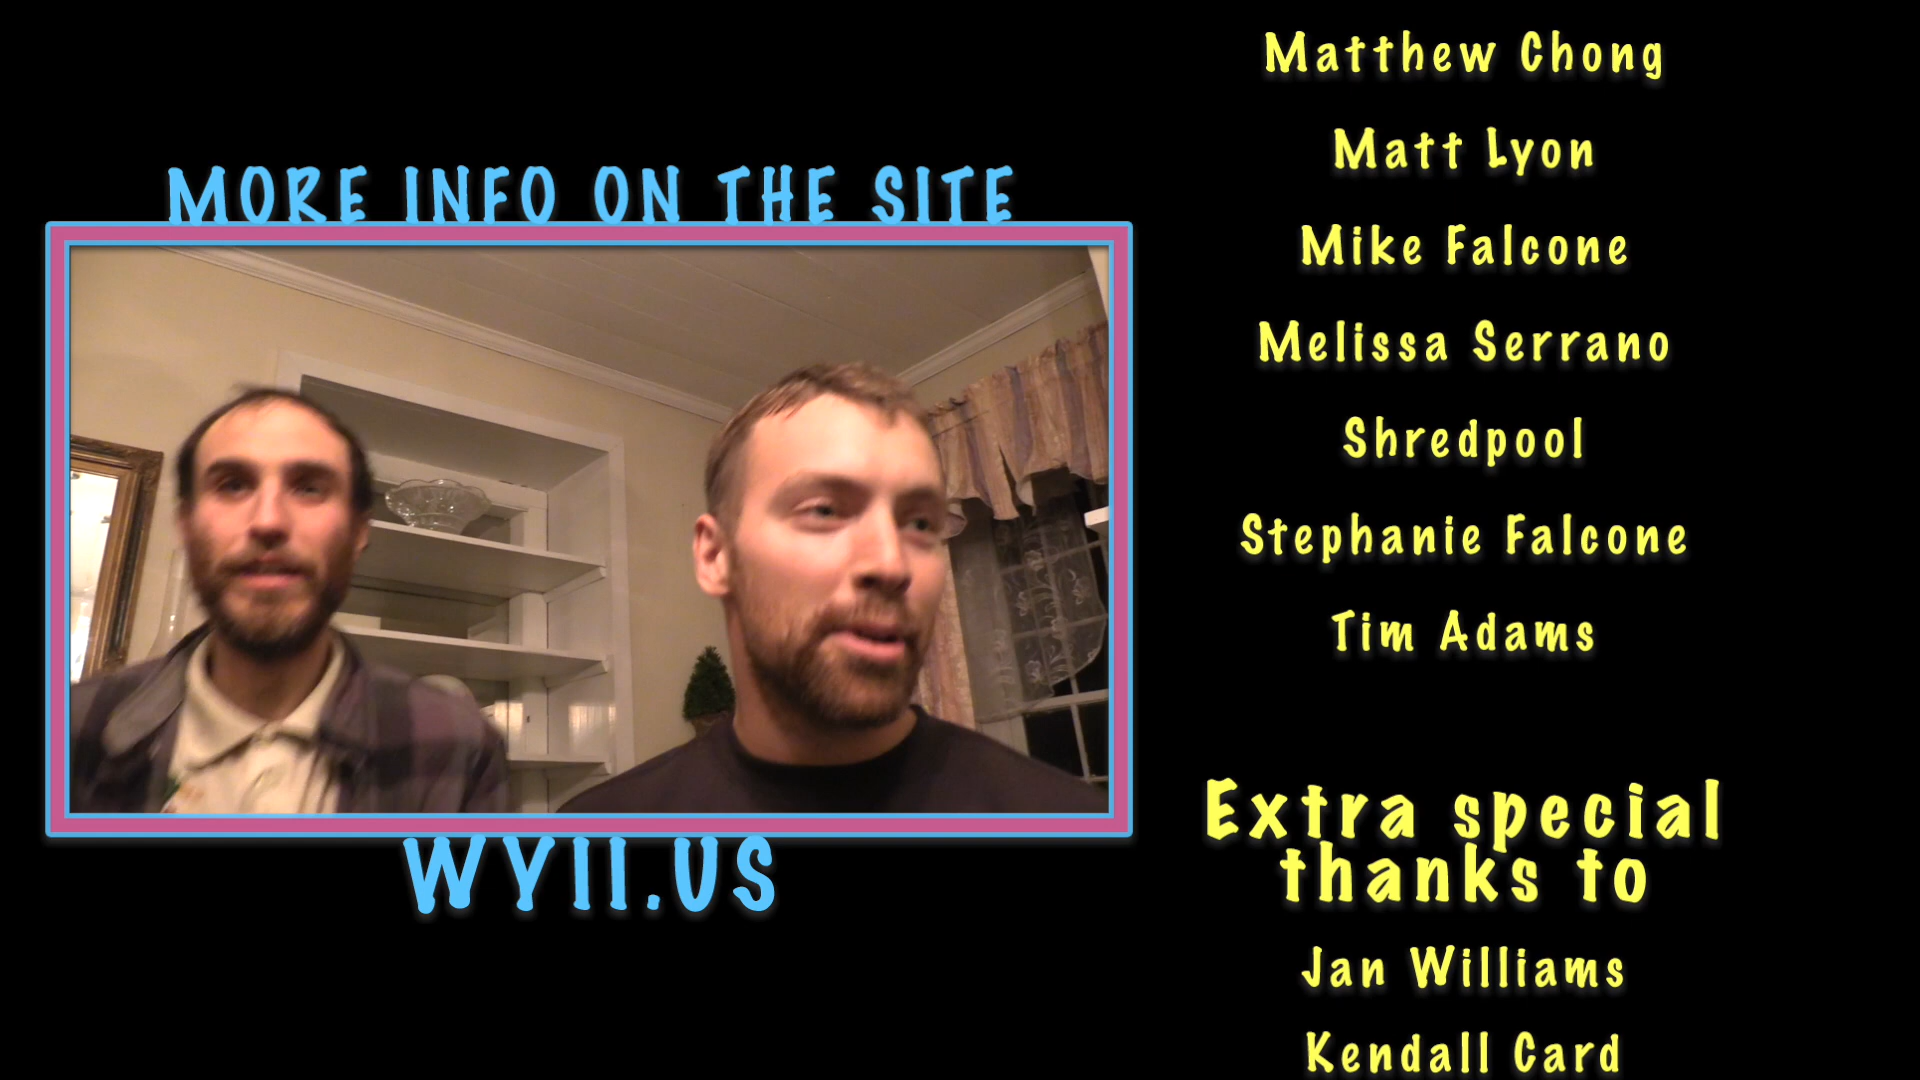 MORE INFO ON THE SITE
WYII.US
Matthew Chong
Matt Lyon
Mike Falcone
Melissa Serrano
Shredpool
Stephanie Falcone
Tim Adams
Extra special
thanks to
Jan Williams
Kendall Card